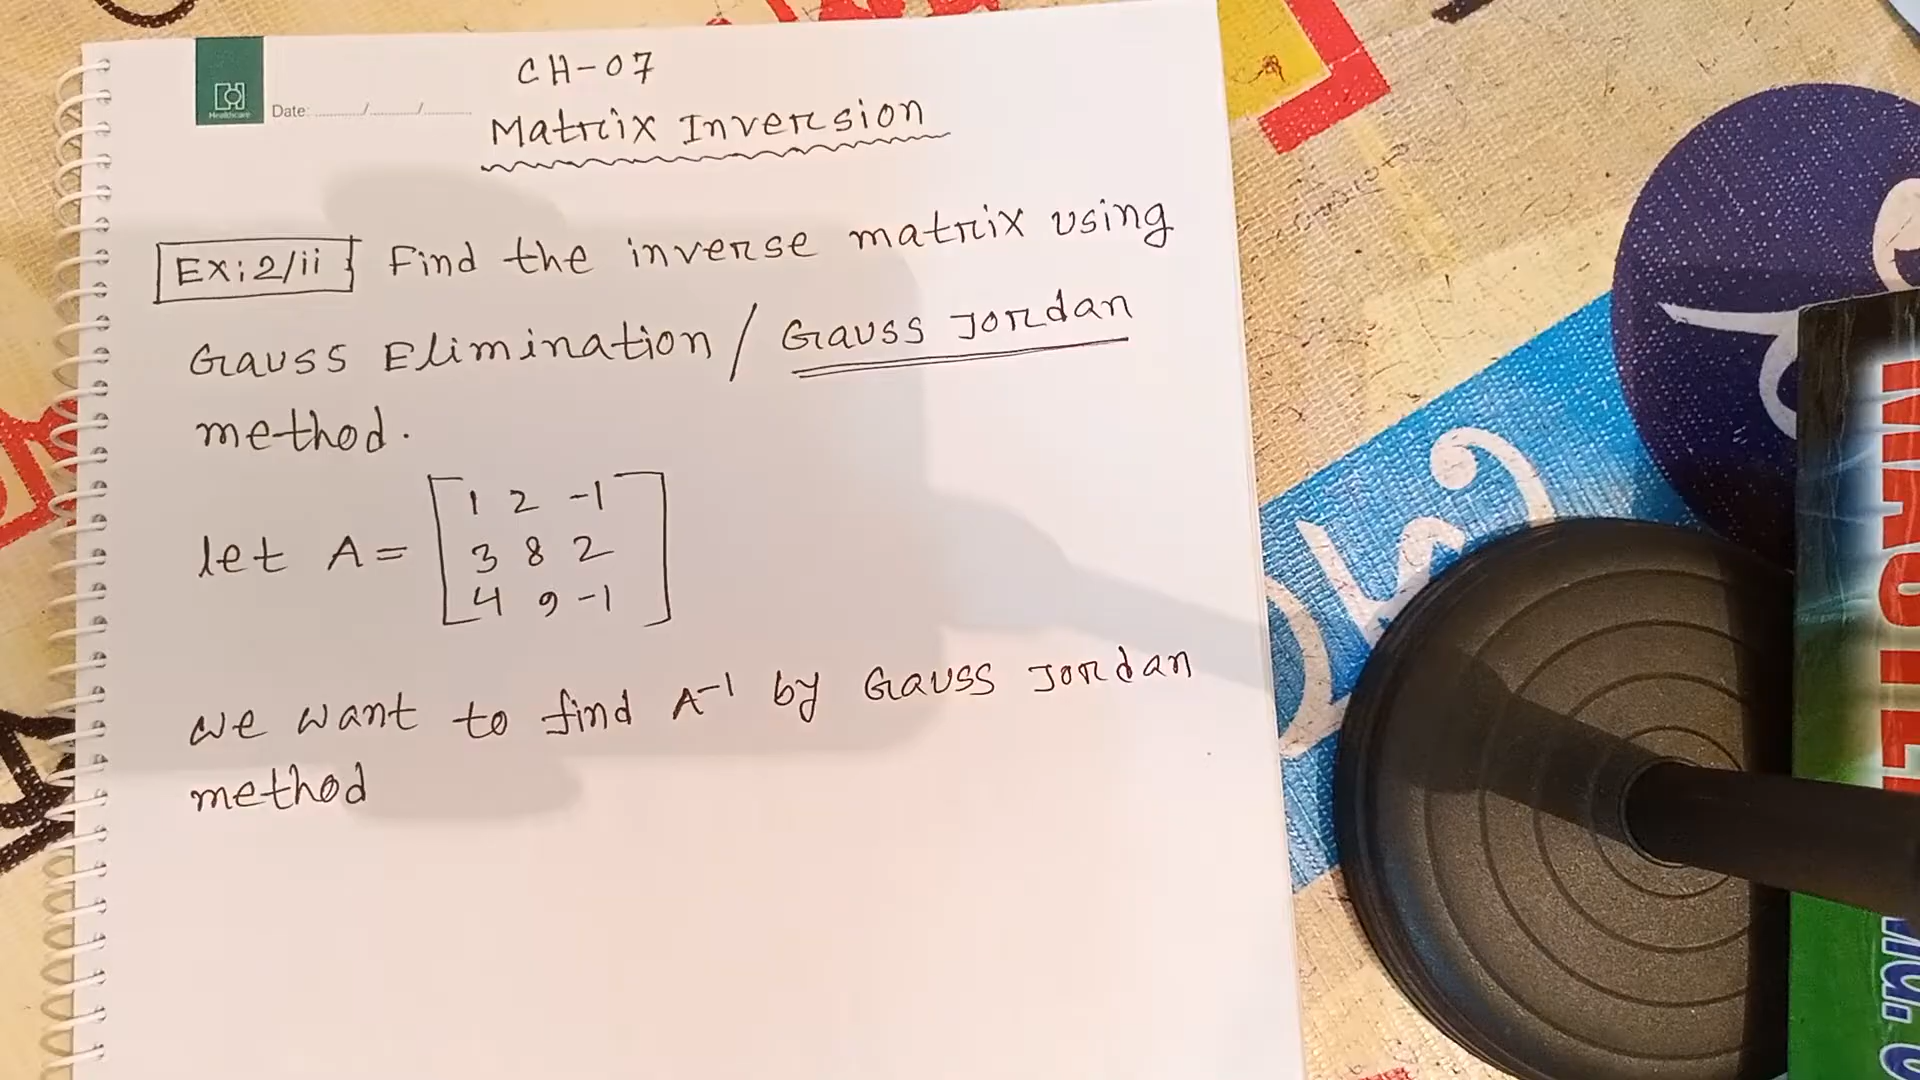 CH-07
Healthcare
Date: ........../........../..........
Matrix Inversion
Ex:2/ii} Find the inverse matrix using
Gauss Elimination / Gauss Jordan
method.
let A = [1 2 -1
3 8 2
4 9 -1]
We want to find A⁻¹ by Gauss Jordan
method